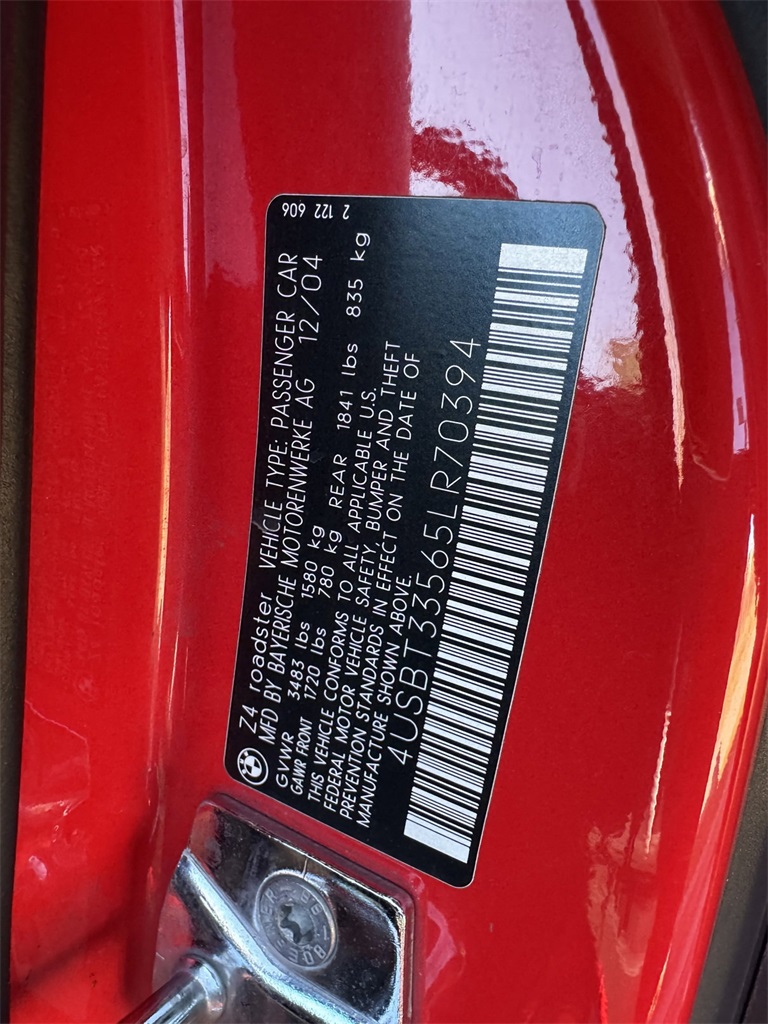 2 122 606
Z4 roadster VEHICLE TYPE: PASSENGER CAR
MFD BY BAYERISCHE MOTORENWERKE AG 12/04
GVWR 3483 lbs 1580 kg
GAWR FRONT 1720 lbs 780 kg REAR 1841 lbs 835 kg
THIS VEHICLE CONFORMS TO ALL APPLICABLE U.S.
FEDERAL MOTOR VEHICLE SAFETY, BUMPER AND THEFT
PREVENTION STANDARDS IN EFFECT ON THE DATE OF
MANUFACTURE SHOWN ABOVE.
4USBT33565LR70394